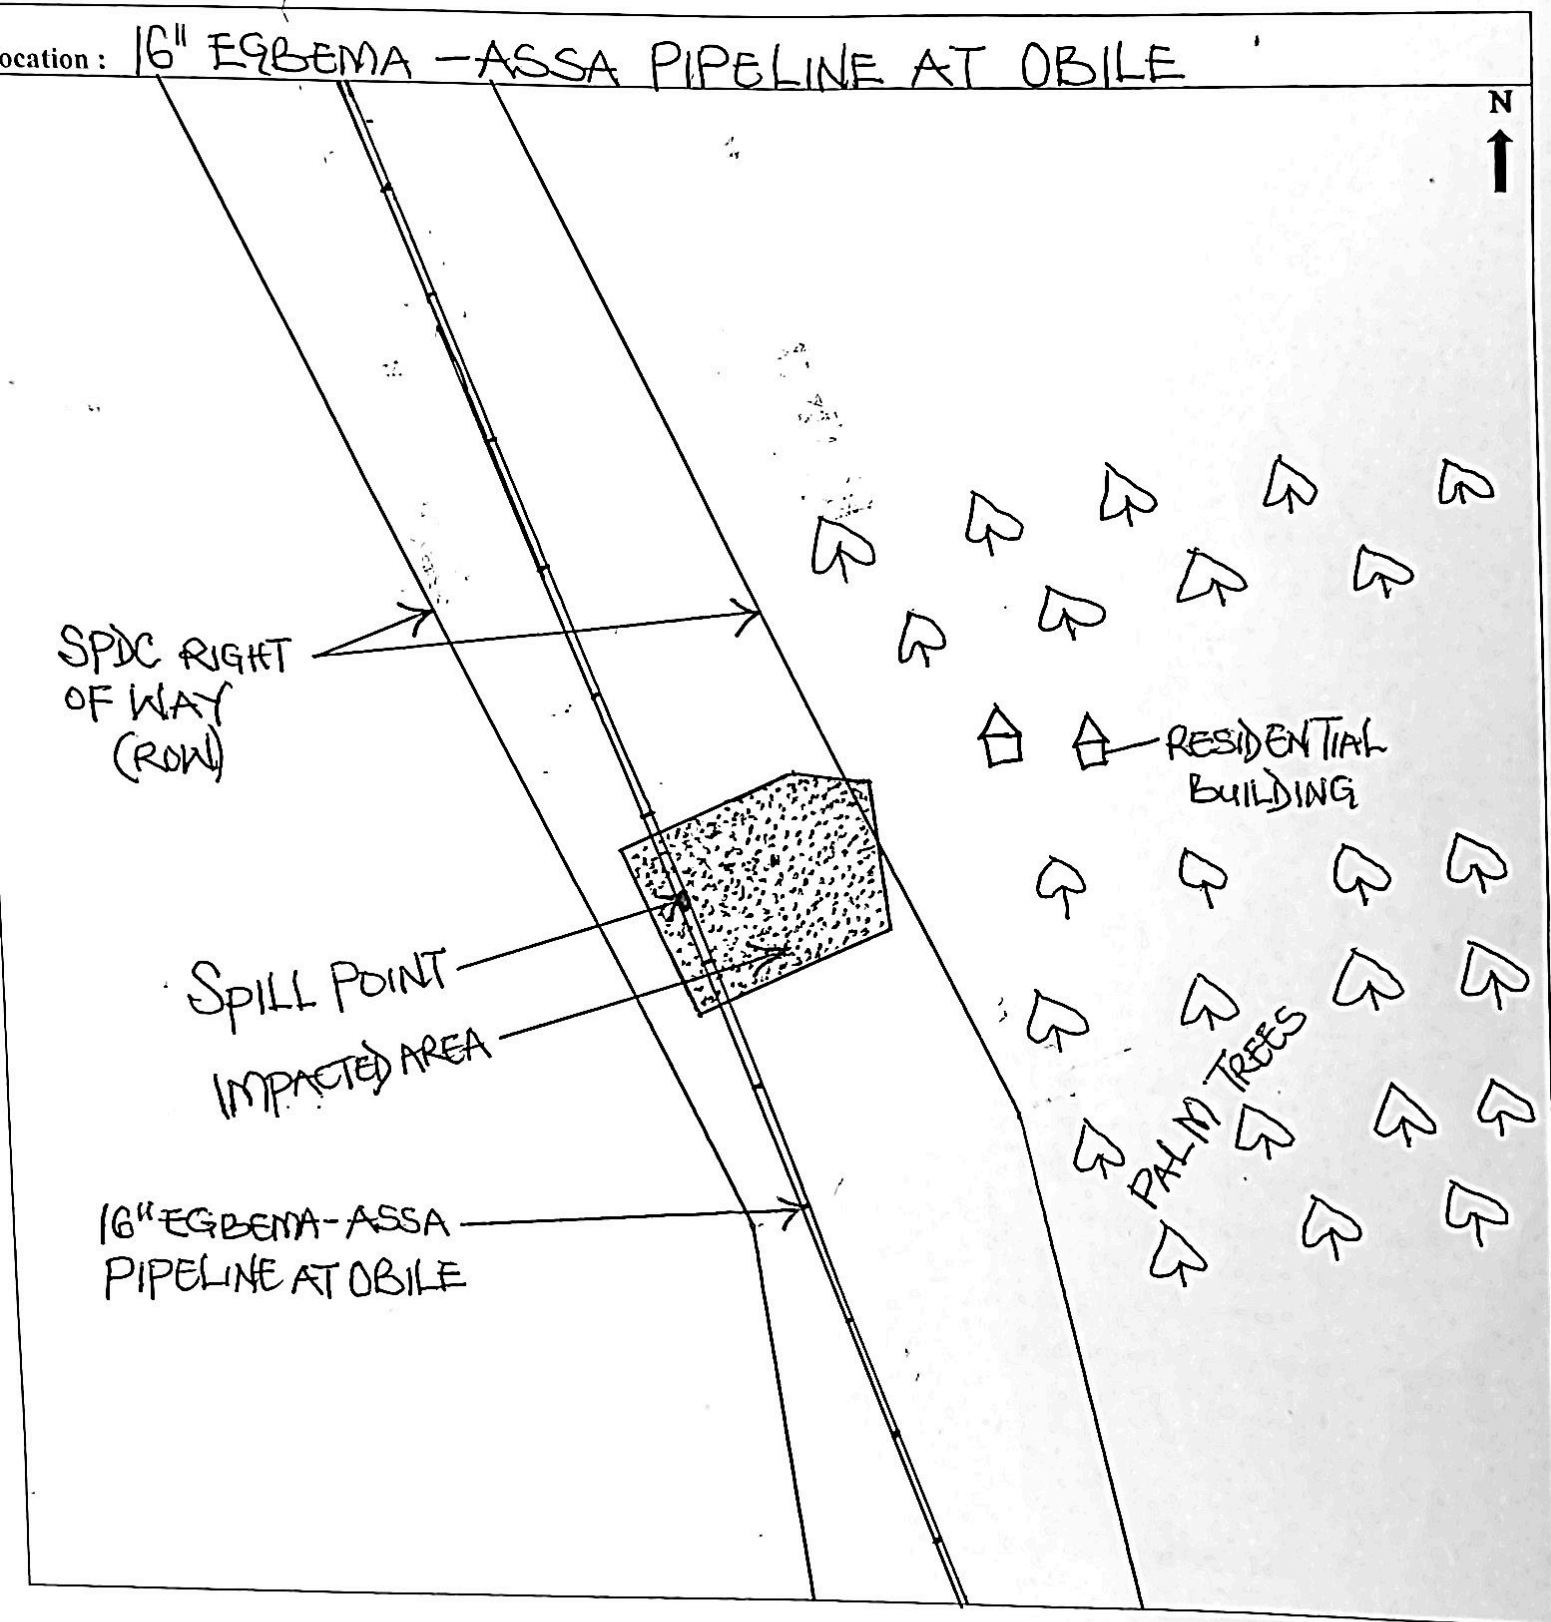 ocation : 16" EGBEMA - ASSA PIPELINE AT OBILE
N
SPDC RIGHT
OF WAY
(ROW)
RESIDENTIAL
BUILDING
SPILL POINT
IMPACTED AREA
PALM TREES
16" EGBEMA-ASSA
PIPELINE AT OBILE